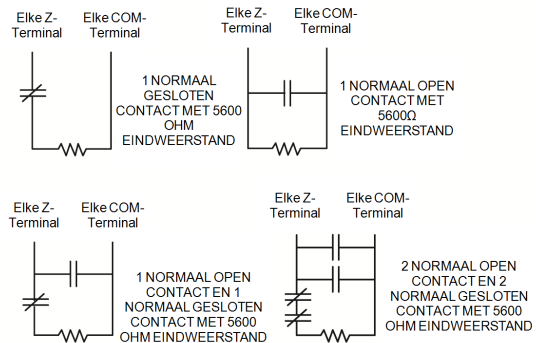 Elke Z-
Terminal
Elke COM-
Terminal
1 NORMAAL
GESLOTEN
CONTACT MET 5600
OHM
EINDWEERSTAND
Elke Z-
Terminal
Elke COM-
Terminal
1 NORMAAL OPEN
CONTACT MET
5600Ω
EINDWEERSTAND
Elke Z-
Terminal
Elke COM-
Terminal
1 NORMAAL OPEN
CONTACT EN 1
NORMAAL GESLOTEN
CONTACT MET 5600
OHM EINDWEERSTAND
Elke Z-
Terminal
Elke COM-
Terminal
2 NORMAAL OPEN
CONTACT EN 2
NORMAAL GESLOTEN
CONTACT MET 5600
OHM EINDWEERSTAND